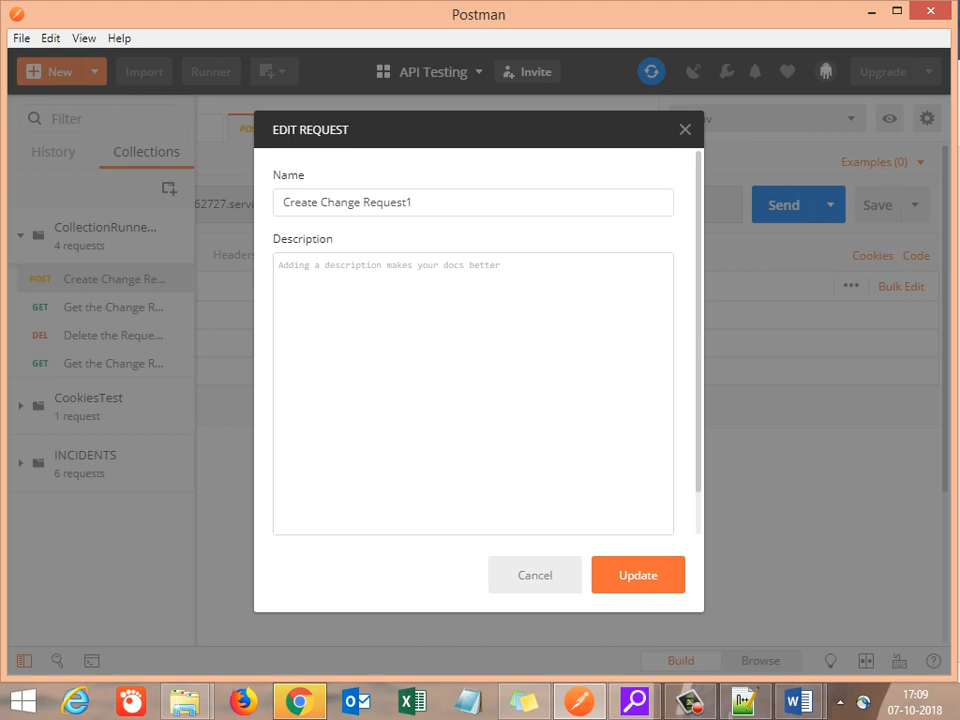 Postman
File Edit View Help
New Import Runner API Testing Invite Upgrade
Filter
History Collections
Examples (0)
Send Save
Headers Cookies Code
Bulk Edit
CollectionRunne...
4 requests
POST Create Change Re...
GET Get the Change R...
DEL Delete the Reque...
GET Get the Change R...
CookiesTest
1 request
INCIDENTS
6 requests
EDIT REQUEST
Name
Create Change Request1
Description
Adding a description makes your docs better
Cancel Update
Build Browse
17:09
07-10-2018